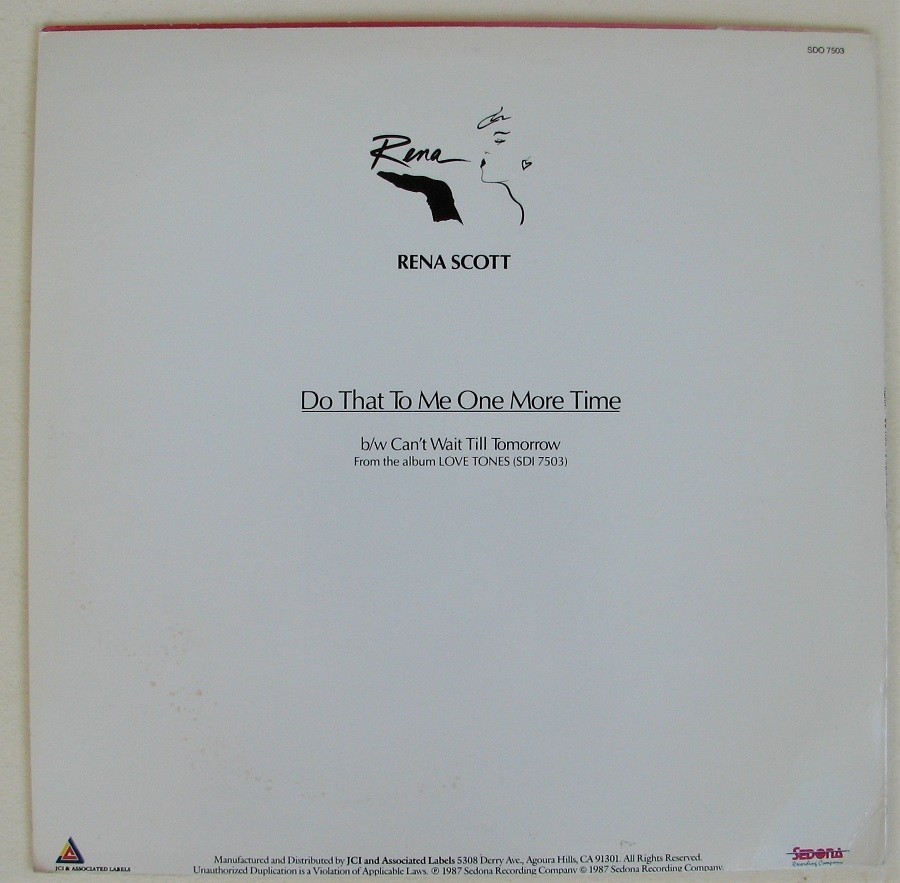 SDO 7503
Rena
RENA SCOTT
Do That To Me One More Time
b/w Can't Wait Till Tomorrow
From the album LOVE TONES (SDI 7503)
JCI & ASSOCIATED LABELS
Manufactured and Distributed by JCI and Associated Labels 5308 Derry Ave., Agoura Hills, CA 91301. All Rights Reserved.
Unauthorized Duplication is a Violation of Applicable Laws. ℗ 1987 Sedona Recording Company © 1987 Sedona Recording Company.
SEDONA
Recording Company